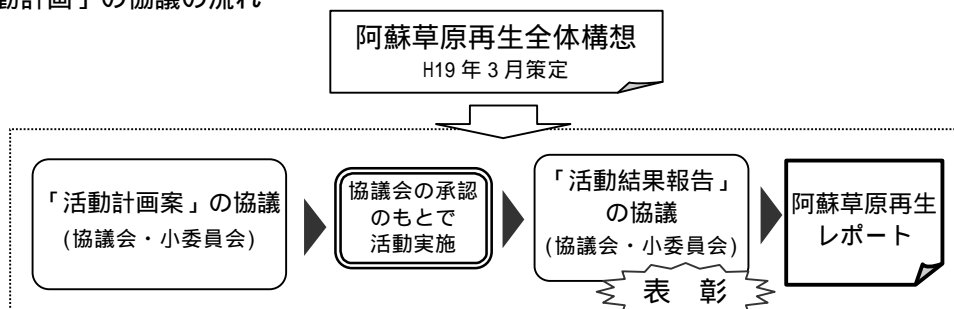 動計画」の協議の流れ
阿蘇草原再生全体構想
H19年3月策定
「活動計画案」の協議
(協議会・小委員会)
協議会の承認
のもとで
活動実施
「活動結果報告」
の協議
(協議会・小委員会)
表 彰
阿蘇草原再生
レポート